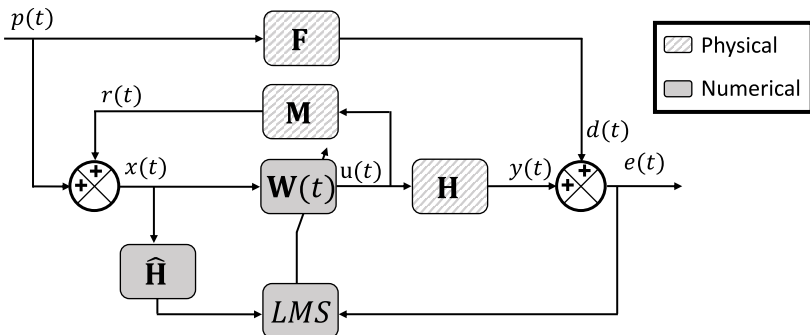 p(t)
F
Physical
Numerical
r(t)
M
d(t)
+
+
x(t)
W(t)
u(t)
H
y(t)
+
+
e(t)
Ĥ
LMS